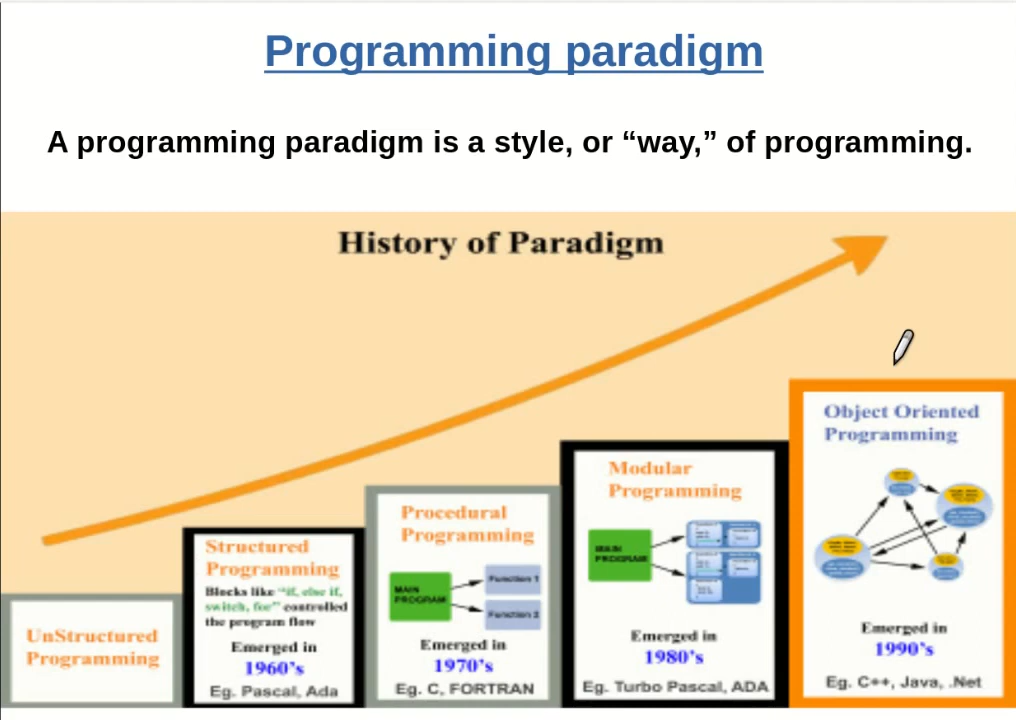 Programming paradigm
A programming paradigm is a style, or “way,” of programming.
History of Paradigm
UnStructured
Programming
Structured
Programming
Blocks like “if, else if,
switch, for” controlled
the program flow
Emerged in
1960’s
Eg. Pascal, Ada
Procedural
Programming
MAIN
PROGRAM
Function 1
Function 2
Emerged in
1970’s
Eg. C, FORTRAN
Modular
Programming
MAIN
PROGRAM
Emerged in
1980’s
Eg. Turbo Pascal, ADA
Object Oriented
Programming
Emerged in
1990’s
Eg. C++, Java, .Net